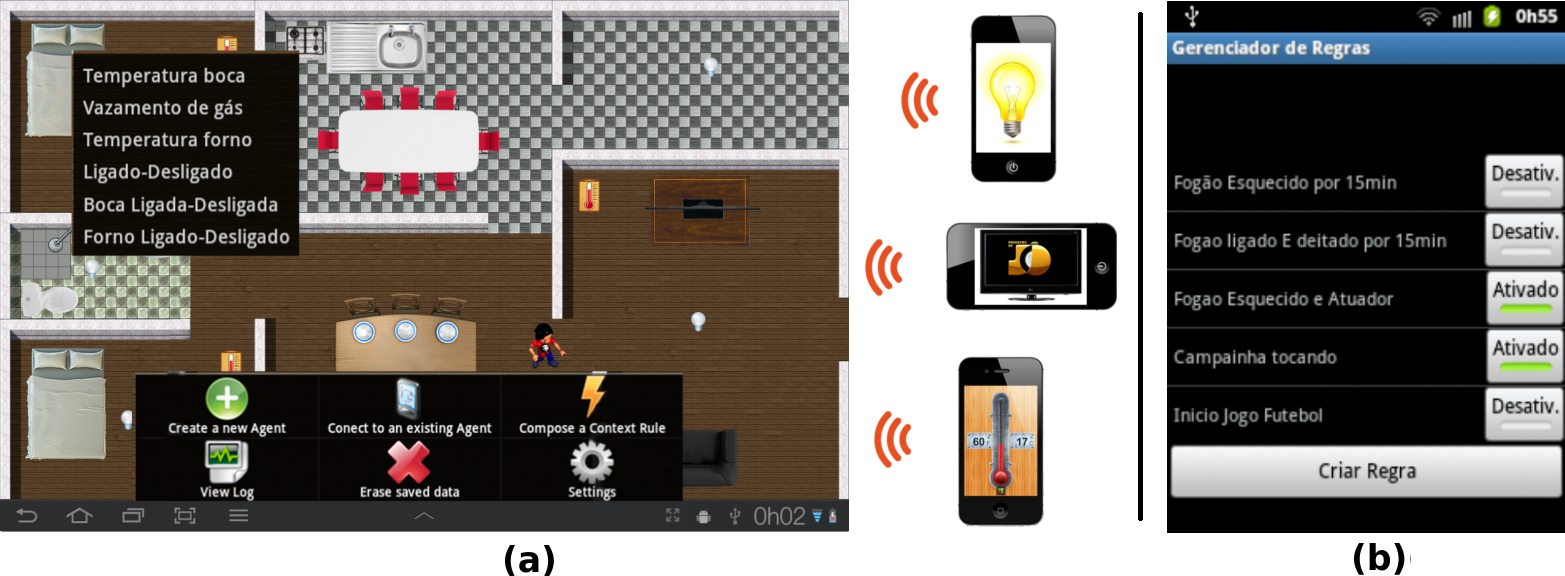 Temperatura boca
Vazamento de gás
Temperatura forno
Ligado-Desligado
Boca Ligada-Desligada
Forno Ligado-Desligado
Create a new Agent
Conect to an existing Agent
Compose a Context Rule
View Log
Erase saved data
Settings
0h02
60
17
(a)
0h55
Gerenciador de Regras
Fogão Esquecido por 15min Desativ.
Fogao ligado E deitado por 15min Desativ.
Fogao Esquecido e Atuador Ativado
Campainha tocando Ativado
Inicio Jogo Futebol Desativ.
Criar Regra
(b)